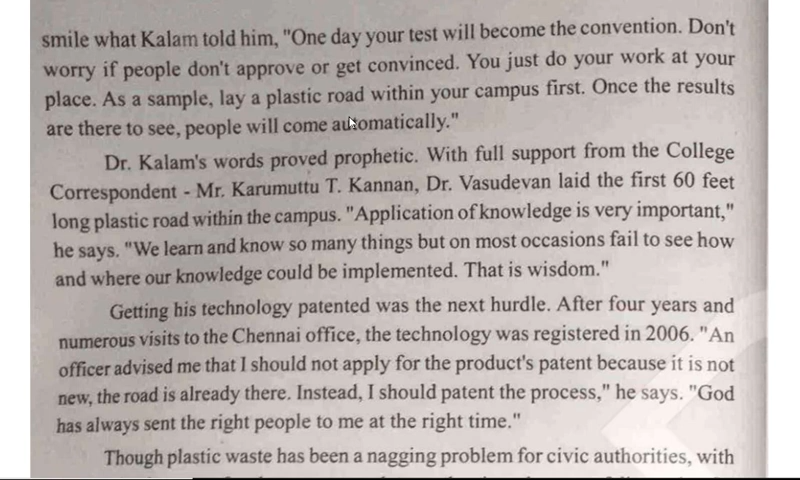 smile what Kalam told him, "One day your test will become the convention. Don't
worry if people don't approve or get convinced. You just do your work at your
place. As a sample, lay a plastic road within your campus first. Once the results
are there to see, people will come automatically."
Dr. Kalam's words proved prophetic. With full support from the College
Correspondent - Mr. Karumuttu T. Kannan, Dr. Vasudevan laid the first 60 feet
long plastic road within the campus. "Application of knowledge is very important,"
he says. "We learn and know so many things but on most occasions fail to see how
and where our knowledge could be implemented. That is wisdom."
Getting his technology patented was the next hurdle. After four years and
numerous visits to the Chennai office, the technology was registered in 2006. "An
officer advised me that I should not apply for the product's patent because it is not
new, the road is already there. Instead, I should patent the process," he says. "God
has always sent the right people to me at the right time."
Though plastic waste has been a nagging problem for civic authorities, with